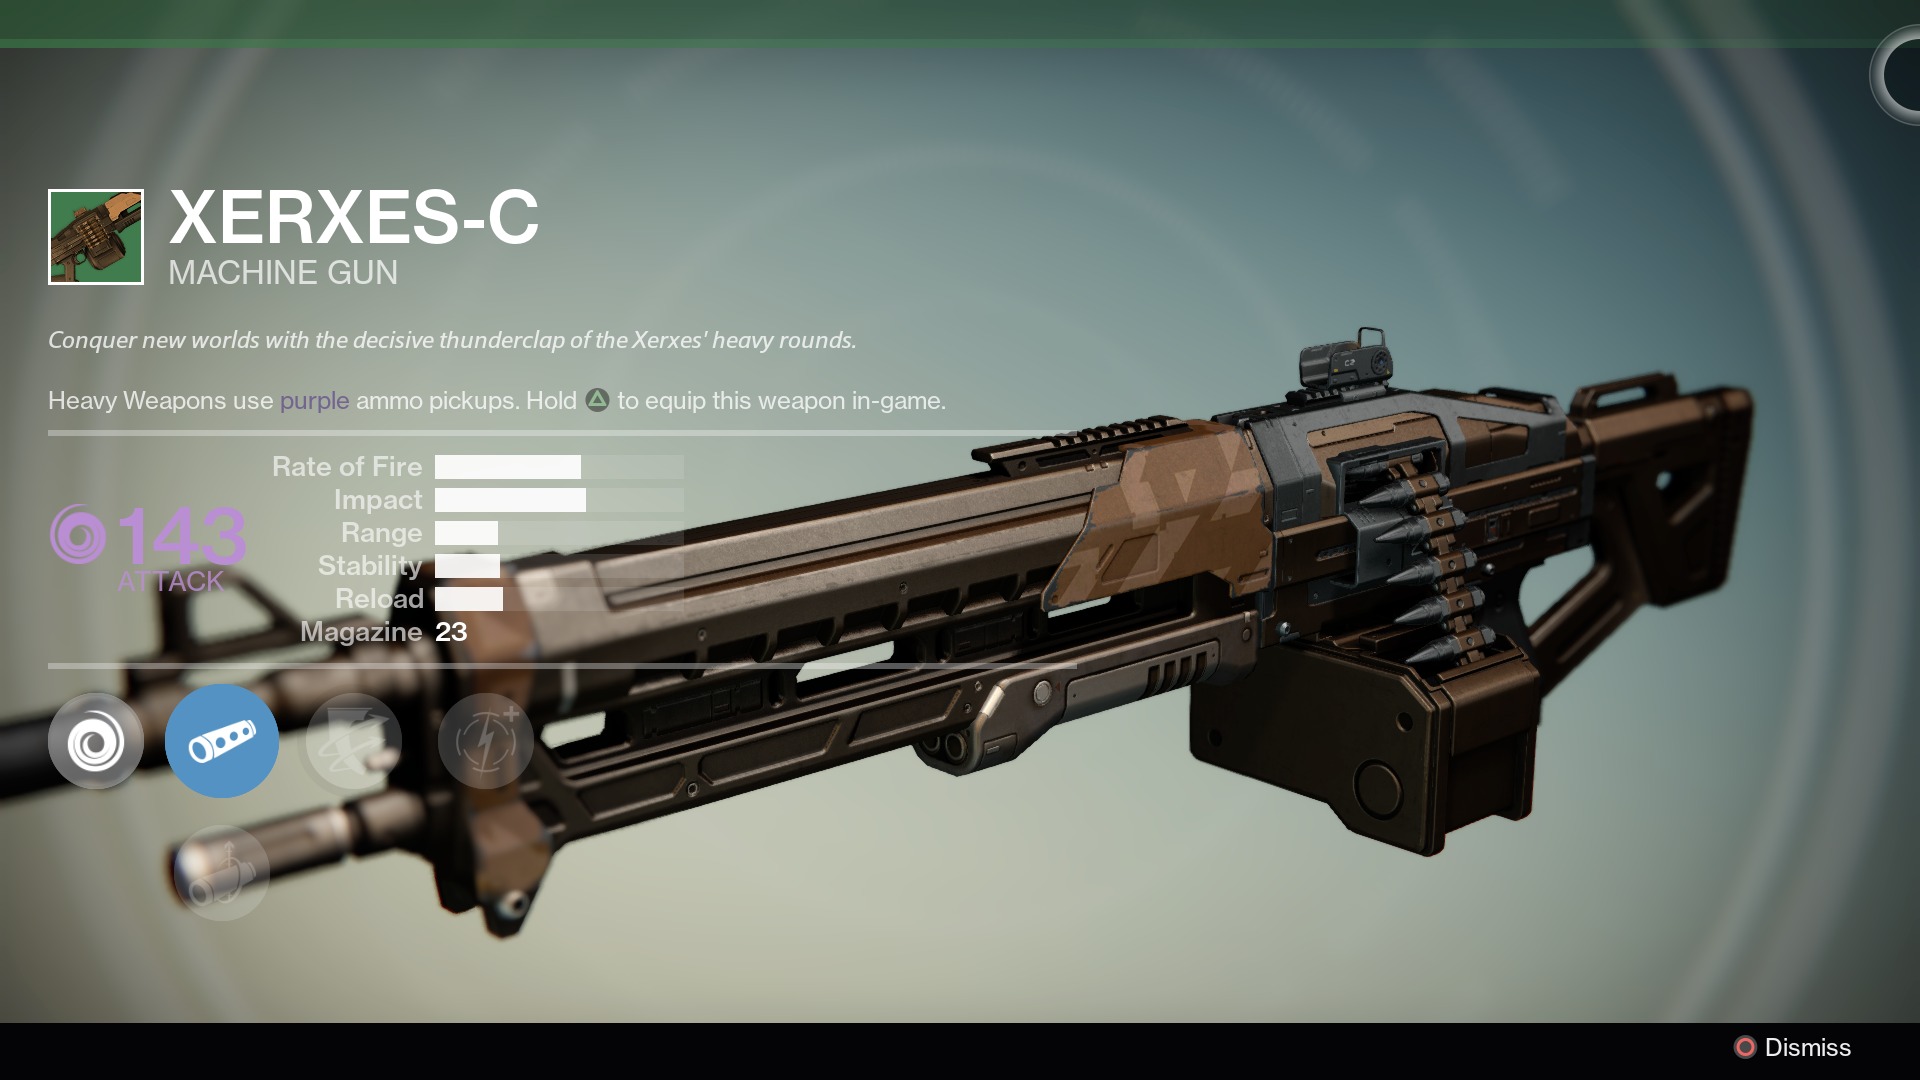 XERXES-C
MACHINE GUN
Conquer new worlds with the decisive thunderclap of the Xerxes' heavy rounds.
Heavy Weapons use purple ammo pickups. Hold to equip this weapon in-game.
143
ATTACK
Rate of Fire
Impact
Range
Stability
Reload
Magazine 23
Dismiss